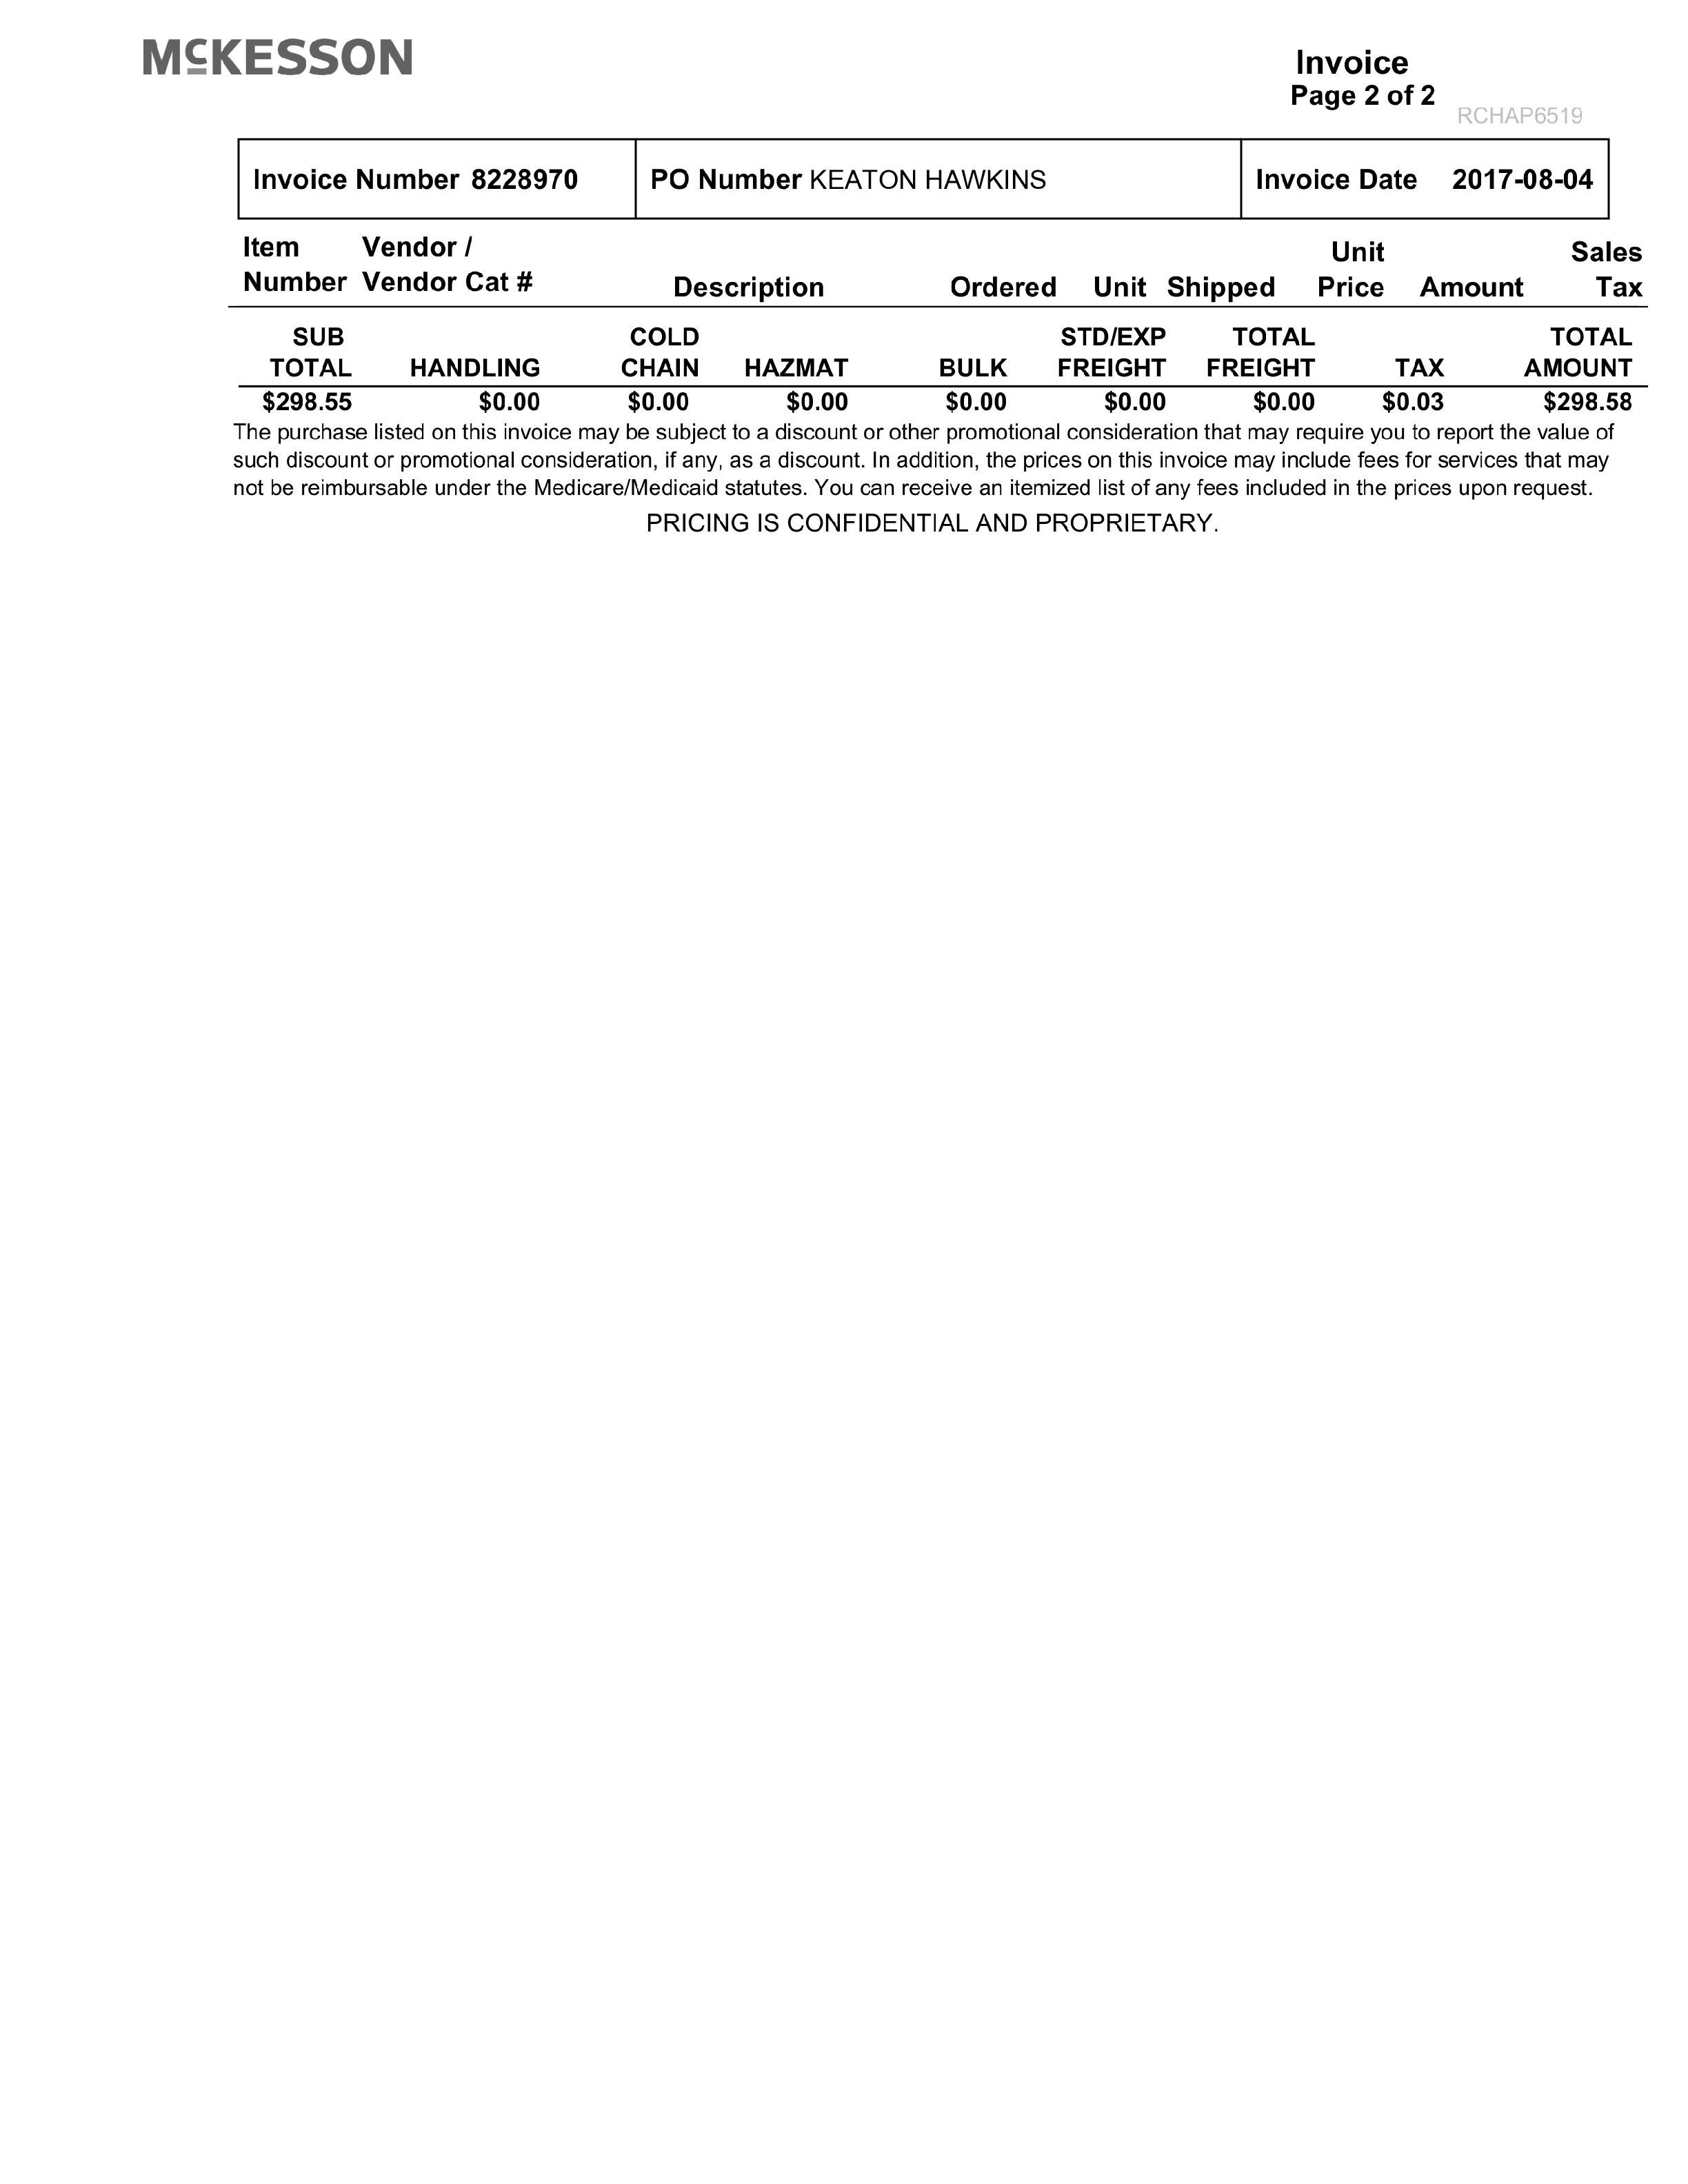 McKESSON
Invoice
Page 2 of 2
RCHAP6519
Invoice Number 8228970 PO Number KEATON HAWKINS Invoice Date 2017-08-04
Item Vendor / Unit Sales
Number Vendor Cat # Description Ordered Unit Shipped Price Amount Tax
SUB COLD STD/EXP TOTAL TOTAL
TOTAL HANDLING CHAIN HAZMAT BULK FREIGHT FREIGHT TAX AMOUNT
$298.55 $0.00 $0.00 $0.00 $0.00 $0.00 $0.00 $0.03 $298.58
The purchase listed on this invoice may be subject to a discount or other promotional consideration that may require you to report the value of
such discount or promotional consideration, if any, as a discount. In addition, the prices on this invoice may include fees for services that may
not be reimbursable under the Medicare/Medicaid statutes. You can receive an itemized list of any fees included in the prices upon request.
PRICING IS CONFIDENTIAL AND PROPRIETARY.